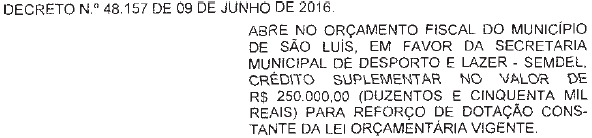 DECRETO N.º 48.157 DE 09 DE JUNHO DE 2016.
ABRE NO ORÇAMENTO FISCAL DO MUNICÍPIO
DE SÃO LUÍS, EM FAVOR DA SECRETARIA
MUNICIPAL DE DESPORTO E LAZER - SEMDEL,
CRÉDITO SUPLEMENTAR NO VALOR DE
R$ 250.000,00 (DUZENTOS E CINQUENTA MIL
REAIS) PARA REFORÇO DE DOTAÇÃO CONS-
TANTE DA LEI ORÇAMENTÁRIA VIGENTE.